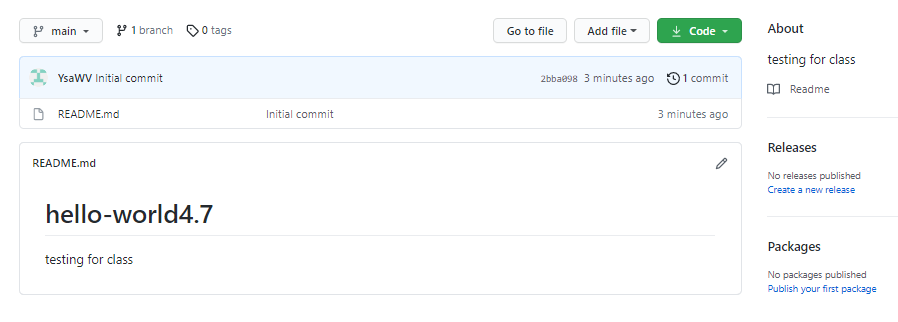 main
1 branch
0 tags
Go to file
Add file
Code
YsaWV Initial commit
2bba098 3 minutes ago
1 commit
README.md
Initial commit
3 minutes ago
README.md
hello-world4.7
testing for class
About
testing for class
Readme
Releases
No releases published
Create a new release
Packages
No packages published
Publish your first package